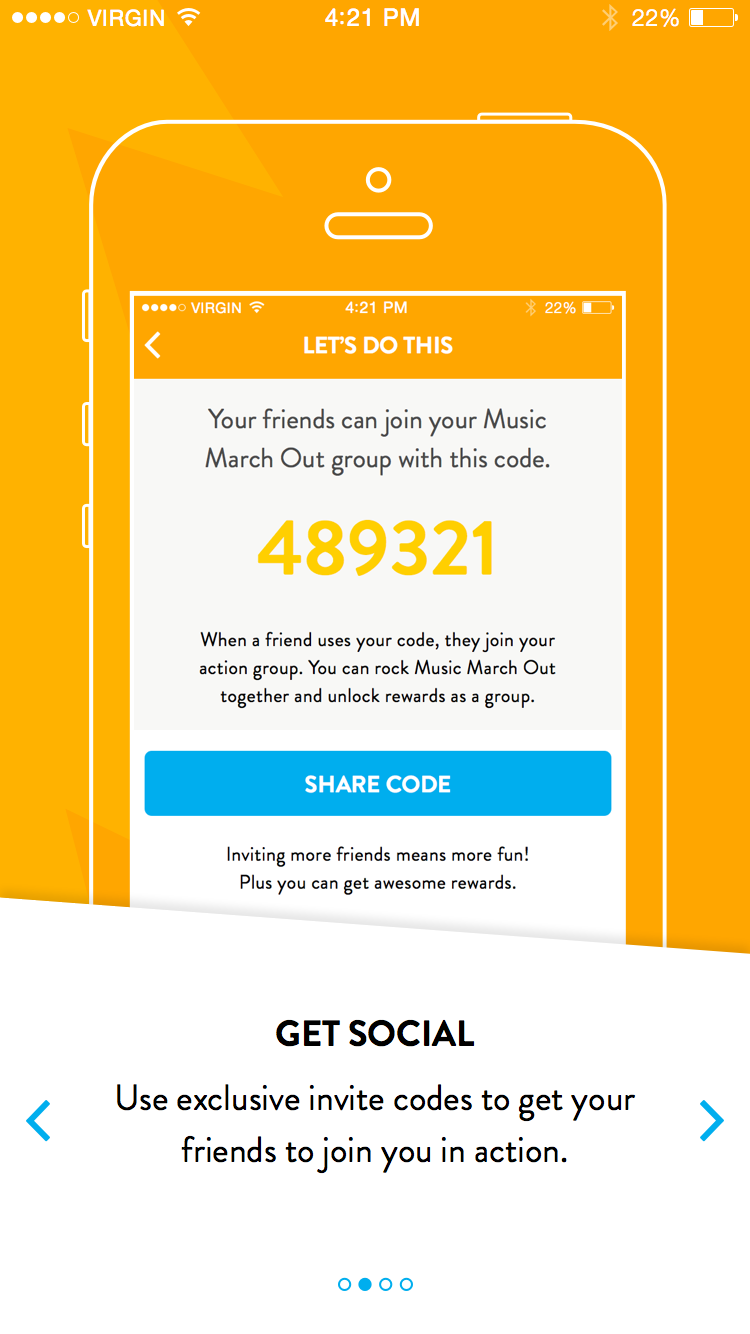 VIRGIN 4:21 PM 22%
VIRGIN 4:21 PM 22%
LET'S DO THIS
Your friends can join your Music
March Out group with this code.
489321
When a friend uses your code, they join your
action group. You can rock Music March Out
together and unlock rewards as a group.
SHARE CODE
Inviting more friends means more fun!
Plus you can get awesome rewards.
GET SOCIAL
Use exclusive invite codes to get your
friends to join you in action.